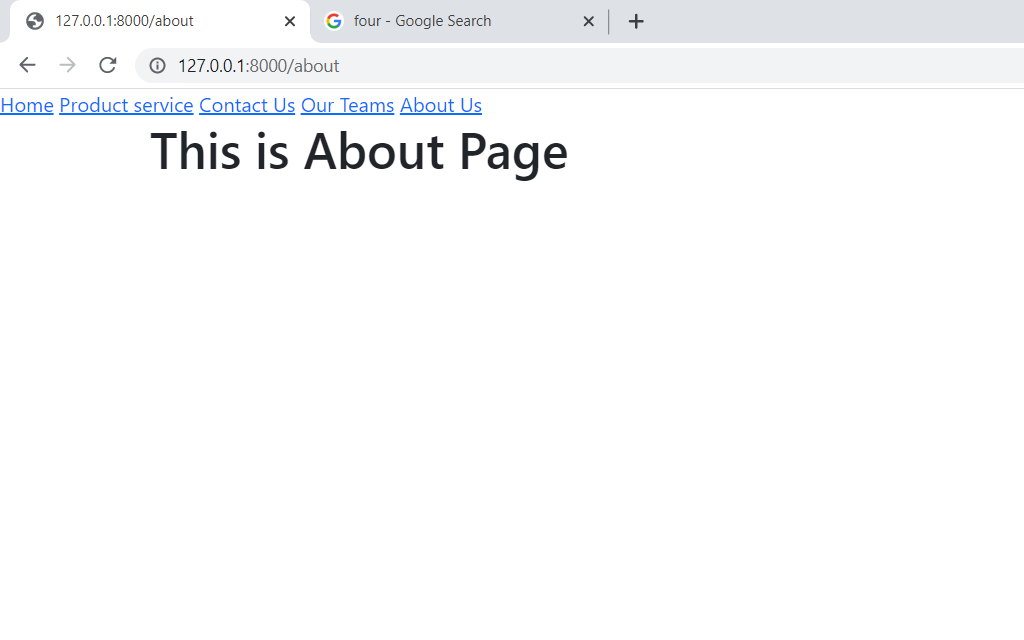 127.0.0.1:8000/about
four - Google Search
127.0.0.1:8000/about
Home Product service Contact Us Our Teams About Us
This is About Page